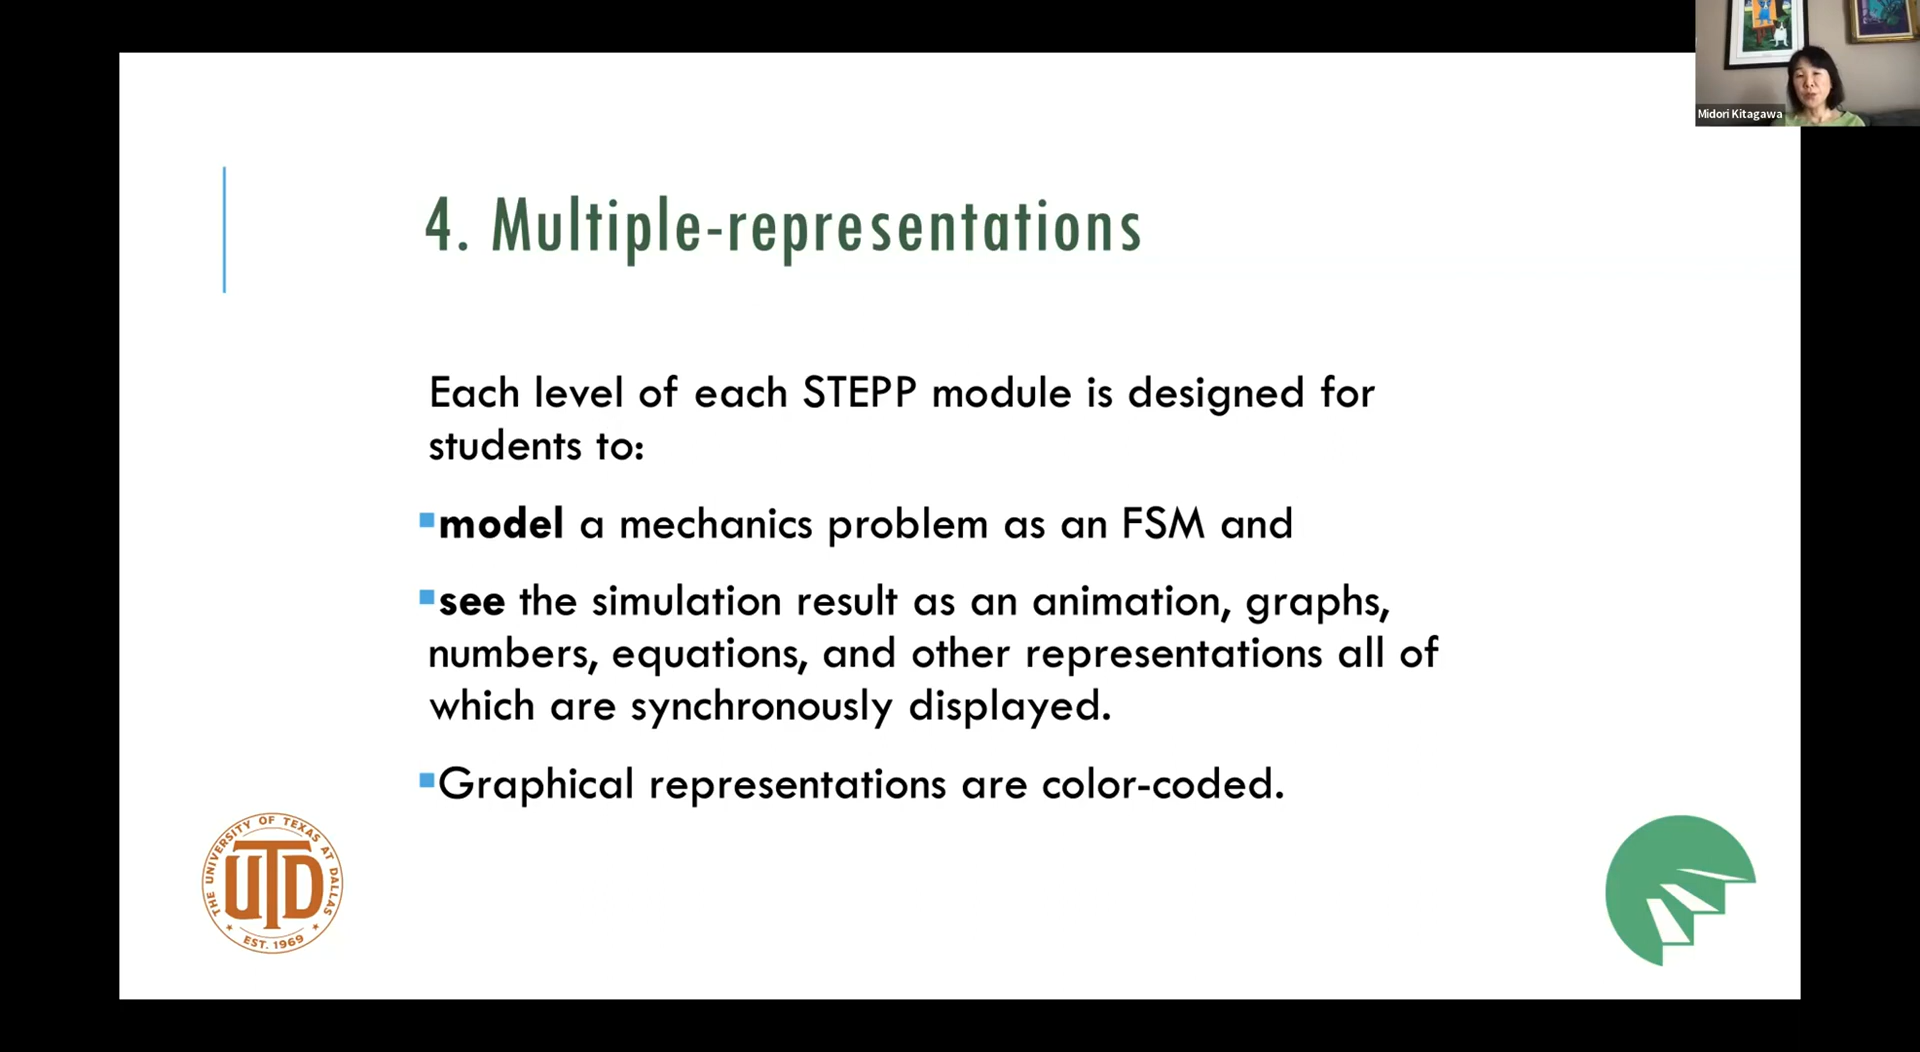 Midori Kitagawa
4. Multiple-representations
Each level of each STEPP module is designed for
students to:
▪model a mechanics problem as an FSM and
▪see the simulation result as an animation, graphs,
numbers, equations, and other representations all of
which are synchronously displayed.
▪Graphical representations are color-coded.
THE UNIVERSITY OF TEXAS AT DALLAS
UTD
EST. 1969